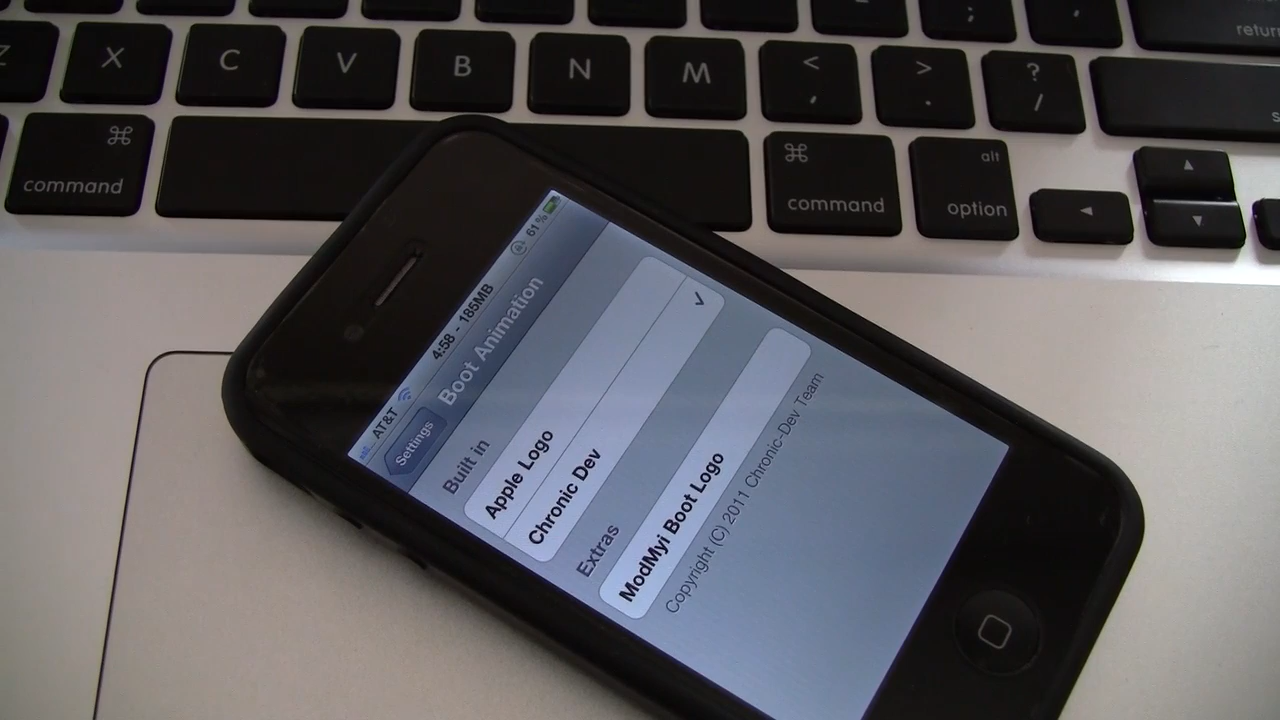 Z X C V B N M < , > . ? / return
⌘ command ⌘ command alt option
AT&T 4:58 - 185MB 61%
Settings Boot Animation
Built in
Apple Logo
Chronic Dev ✓
Extras
ModMyi Boot Logo
Copyright (C) 2011 Chronic-Dev Team